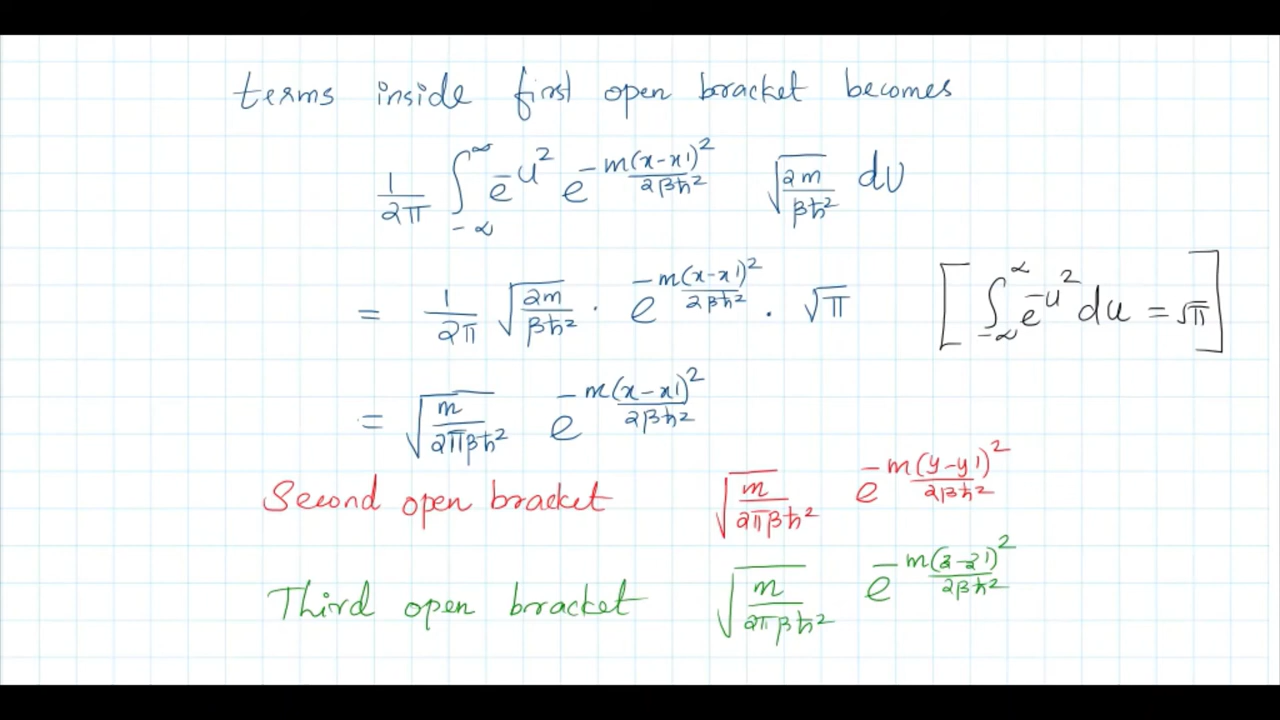 terms inside first open bracket becomes
1/2π ∫_{-∞}^{∞} e^{-u²} e^{-m(x-x')²/2βħ²} √(2m/βħ²) du
= 1/2π √(2m/βħ²) · e^{-m(x-x')²/2βħ²} · √π [∫_{-∞}^{∞} e^{-u²} du = √π]
= √(m/2πβħ²) e^{-m(x-x')²/2βħ²}
Second open bracket √(m/2πβħ²) e^{-m(y-y')²/2βħ²}
Third open bracket √(m/2πβħ²) e^{-m(z-z')²/2βħ²}